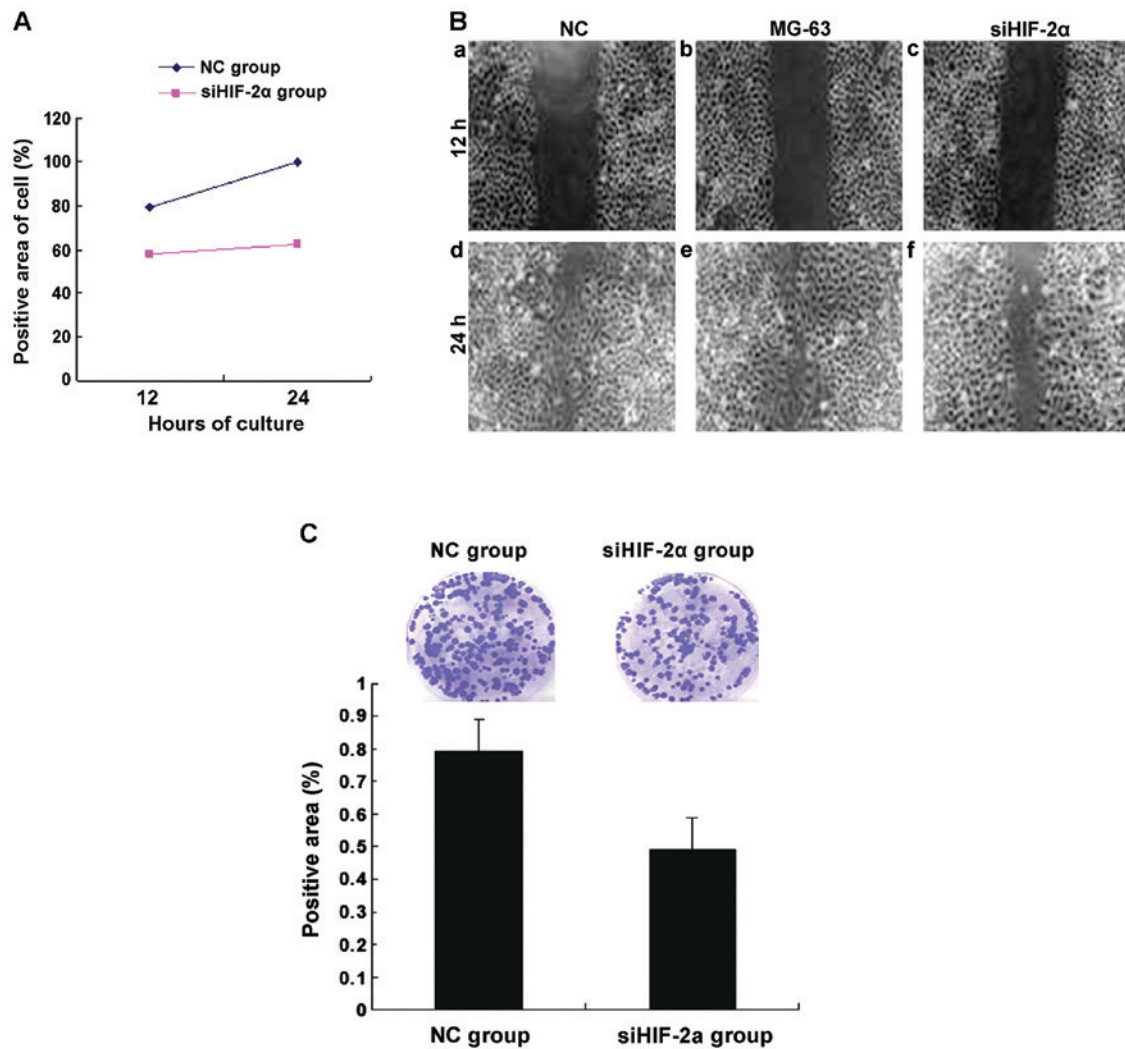 A
NC group
siHIF-2α group
120
100
80
60
40
20
0
Positive area of cell (%)
12 24
Hours of culture
B
NC MG-63 siHIF-2α
a b c
12 h
d e f
24 h
C
NC group siHIF-2α group
1
0.9
0.8
0.7
0.6
0.5
0.4
0.3
0.2
0.1
0
Positive area (%)
NC group siHIF-2a group